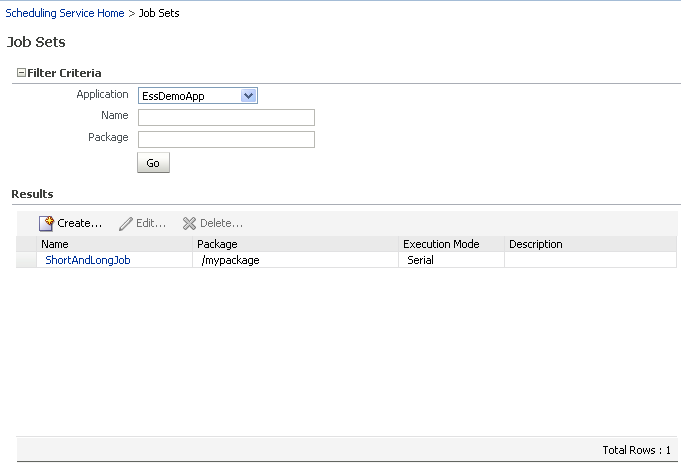 Scheduling Service Home > Job Sets
Job Sets
Filter Criteria
Application EssDemoApp
Name
Package
Go
Results
Create... Edit... Delete...
Name Package Execution Mode Description
ShortAndLongJob /mypackage Serial
Total Rows : 1